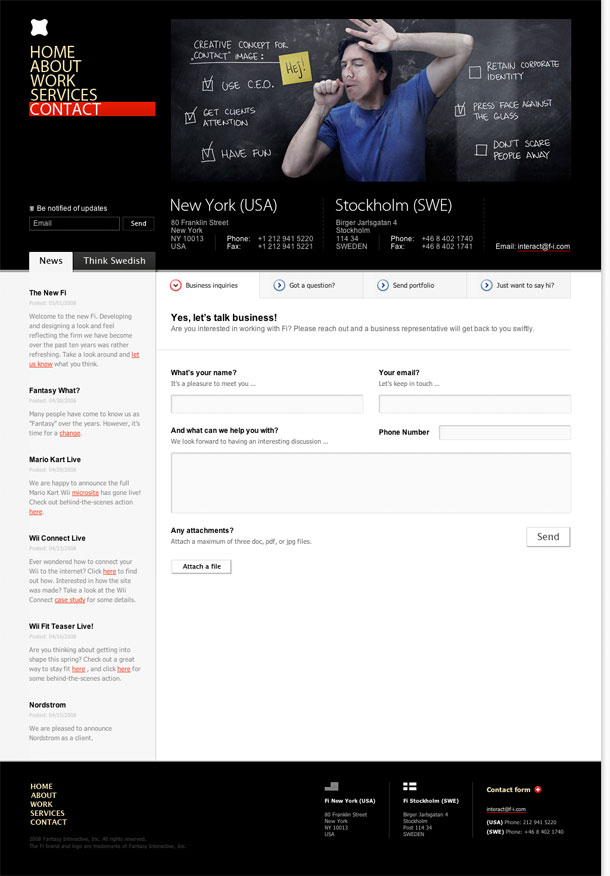 HOME
ABOUT
WORK
SERVICES
CONTACT
CREATIVE CONCEPT FOR
"CONTACT" IMAGE:
Hej!
USE C.E.O.
GET CLIENTS
ATTENTION
HAVE FUN
RETAIN CORPORATE
IDENTITY
PRESS FACE AGAINST
THE GLASS
DON'T SCARE
PEOPLE AWAY
Be notified of updates
Email
Send
New York (USA)
80 Franklin Street
New York
NY 10013
USA
Phone: +1 212 941 5220
Fax: +1 212 941 5221
Stockholm (SWE)
Birger Jarlsgatan 4
Stockholm
114 34
SWEDEN
Phone: +46 8 402 1740
Fax: +46 8 402 1741
Email: interact@f-i.com
News
Think Swedish
The New Fi
Posted: 05/01/2008
Welcome to the new Fi. Developing
and designing a look and feel
reflecting the firm we have become
over the past ten years was rather
refreshing. Take a look around and let
us know what you think.
Fantasy What?
Posted: 04/30/2008
Many people have come to know us as
"Fantasy" over the years. However, it's
time for a change.
Mario Kart Live
Posted: 04/29/2008
We are happy to announce the full
Mario Kart Wii microsite has gone live!
Check out behind-the-scenes action
here.
Wii Connect Live
Posted: 04/23/2008
Ever wondered how to connect your
Wii to the internet? Click here to find
out how. Interested in how the site
was made? Take a look at the Wii
Connect case study for some details.
Wii Fit Teaser Live!
Posted: 04/16/2008
Are you thinking about getting into
shape this spring? Check out a great
way to stay fit here , and click here for
some behind-the-scenes action.
Nordstrom
Posted: 04/15/2008
We are pleased to announce
Nordstrom as a client.
Business inquiries
Got a question?
Send portfolio
Just want to say hi?
Yes, let's talk business!
Are you interested in working with Fi? Please reach out and a business representative will get back to you swiftly.
What's your name?
It's a pleasure to meet you ...
Your email?
Let's keep in touch ...
And what can we help you with?
We look forward to having an interesting discussion ...
Phone Number
Any attachments?
Attach a maximum of three doc, pdf, or jpg files.
Send
Attach a file
HOME
ABOUT
WORK
SERVICES
CONTACT
2008 Fantasy Interactive, Inc. All rights reserved.
The Fi brand and logo are trademarks of Fantasy Interactive, Inc.
Fi New York (USA)
80 Franklin Street
New York
NY 10013
USA
Fi Stockholm (SWE)
Birger Jarlsgatan 4
Stockholm
Post 114 34
SWEDEN
Contact form
interact@f-i.com
(USA) Phone: 212 941 5220
(SWE) Phone: +46 8 402 1740